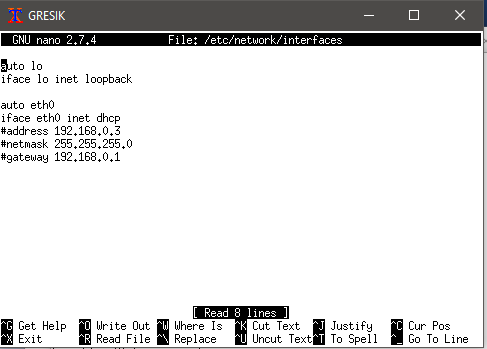 GRESIK
GNU nano 2.7.4 File: /etc/network/interfaces
auto lo
iface lo inet loopback
auto eth0
iface eth0 inet dhcp
#address 192.168.0.3
#netmask 255.255.255.0
#gateway 192.168.0.1
[ Read 8 lines ]
^G Get Help ^O Write Out ^W Where Is ^K Cut Text ^J Justify ^C Cur Pos
^X Exit ^R Read File ^\ Replace ^U Uncut Text ^T To Spell ^_ Go To Line